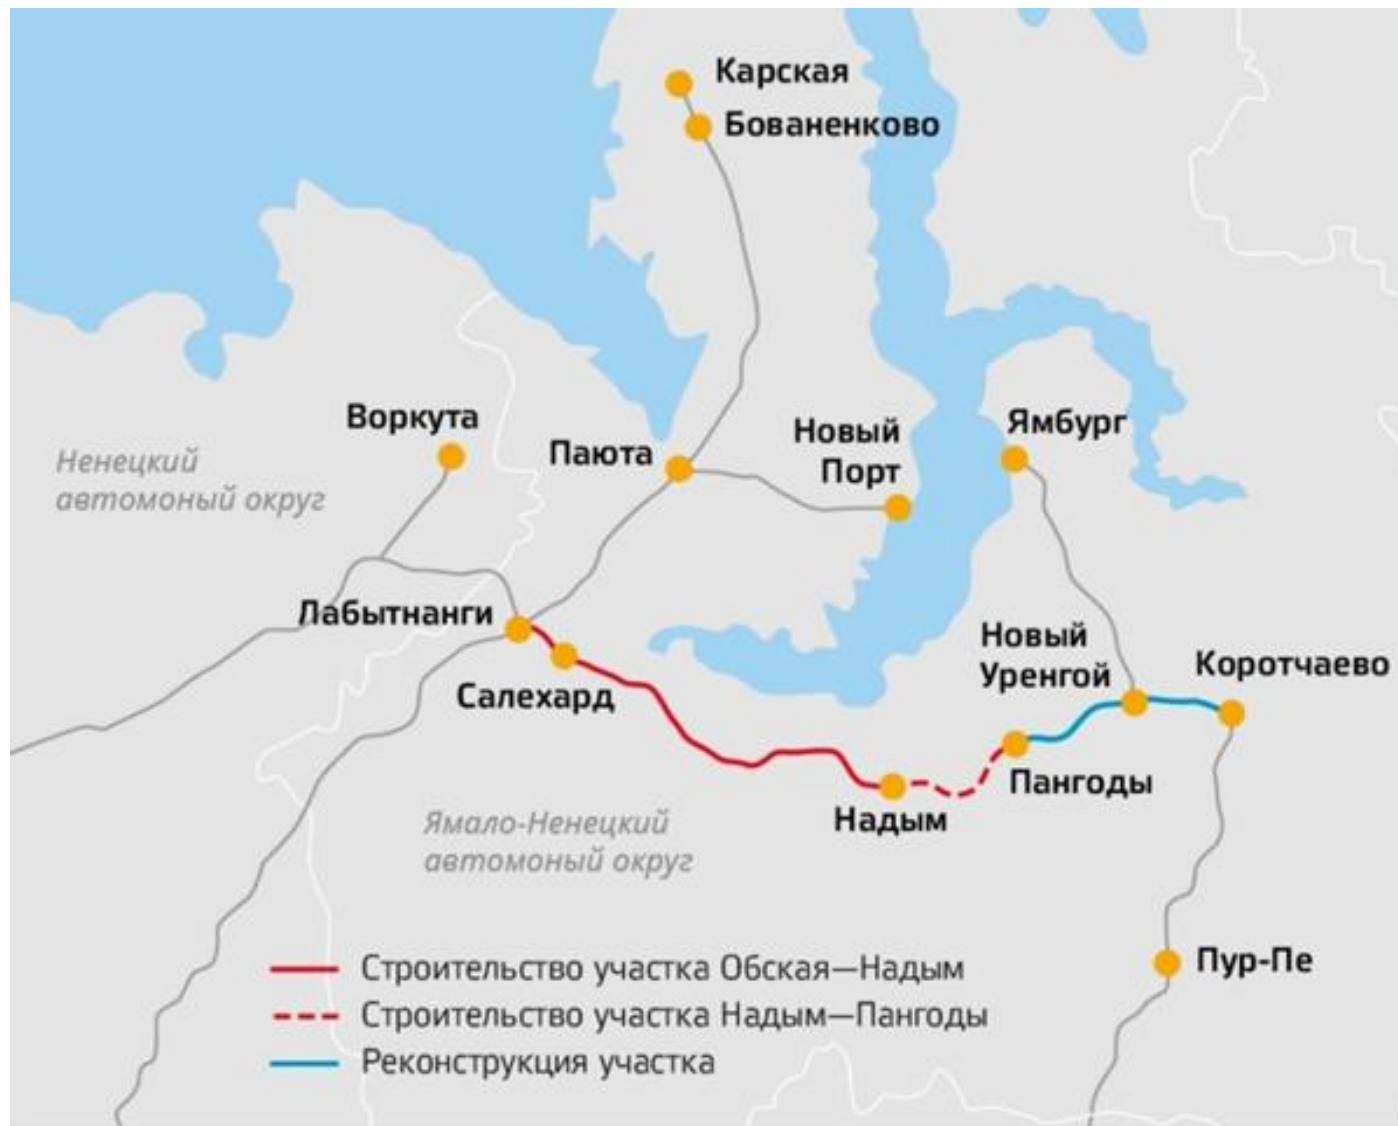 Карская
Бованенково
Воркута
Ненецкий
автомоный округ
Паюта
Новый
Порт
Ямбург
Лабытнанги
Салехард
Новый
Уренгой
Коротчаево
Пангоды
Надым
Ямало-Ненецкий
автомоный округ
Пур-Пе
Строительство участка Обская—Надым
Строительство участка Надым—Пангоды
Реконструкция участка